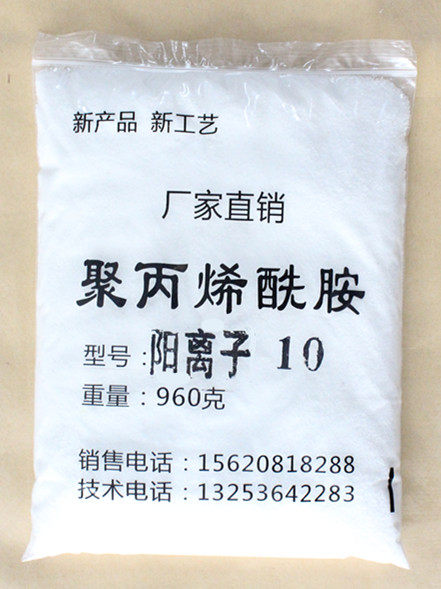 新产品 新工艺
厂家直销
聚丙烯酰胺
型号：阳离子 10
重量：960克
销售电话：15620818288
技术电话：13253642283